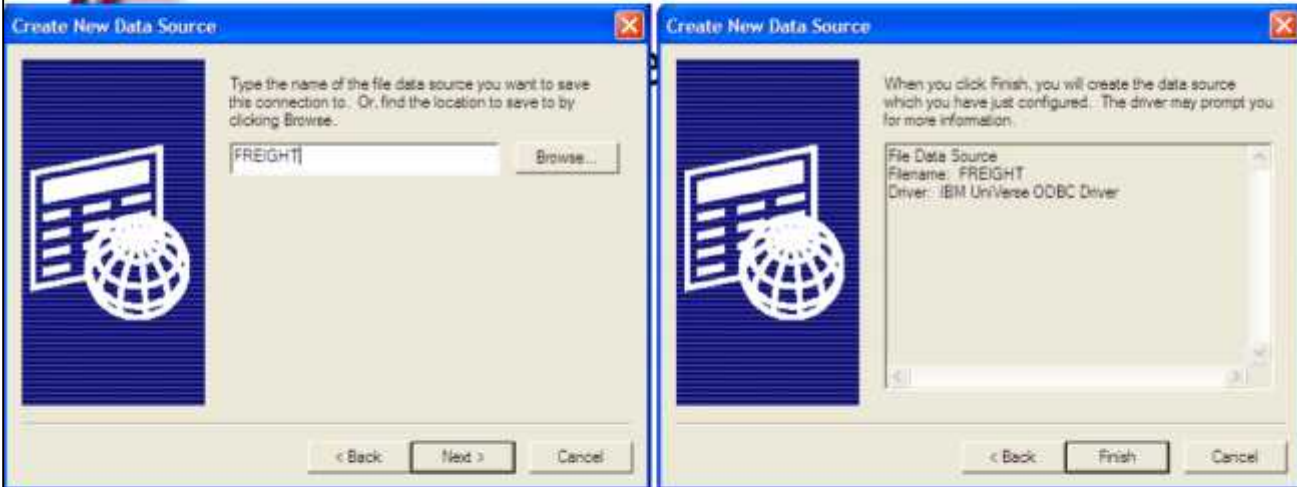 Create New Data Source
Type the name of the file data source you want to save
this connection to. Or, find the location to save to by
clicking Browse.
FREIGHT
Browse...
< Back
Next >
Cancel
Create New Data Source
When you click Finish, you will create the data source
which you have just configured. The driver may prompt you
for more information.
File Data Source
Filename: FREIGHT
Driver: IBM UniVerse ODBC Driver
< Back
Finish
Cancel